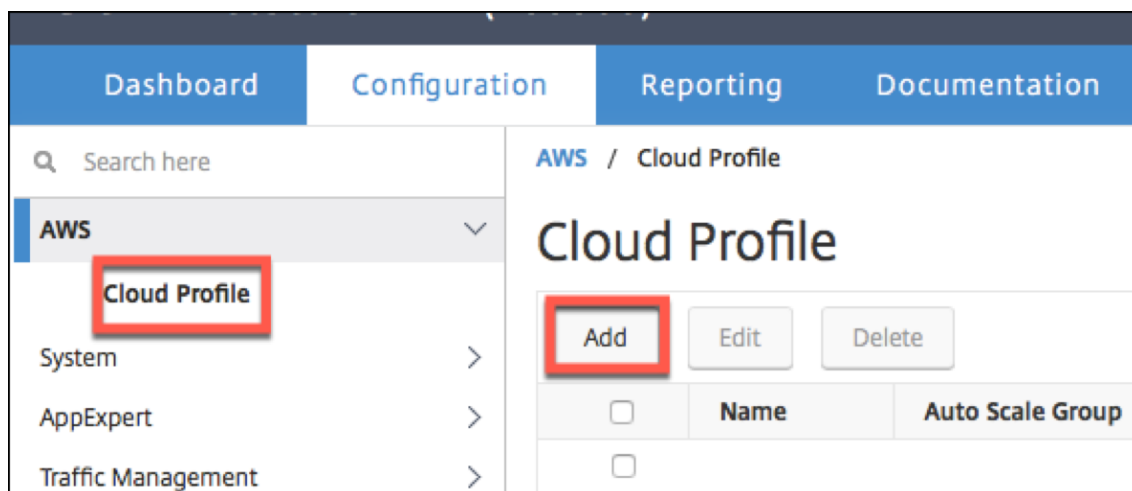 Dashboard Configuration Reporting Documentation
Search here
AWS
Cloud Profile
System
AppExpert
Traffic Management
AWS / Cloud Profile
Cloud Profile
Add Edit Delete
Name Auto Scale Group